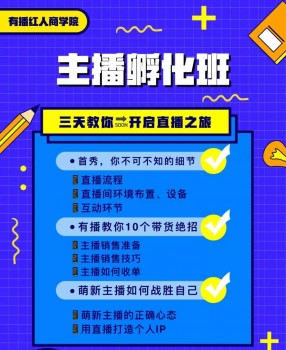 有播红人商学院
主播孵化班
三天教你SOON开启直播之旅
首秀，你不可不知的细节
直播流程
直播间环境布置、设备
互动环节
有播教你10个带货绝招
主播销售准备
主播销售技巧
主播如何收单
萌新主播如何战胜自己
萌新主播的正确心态
用直播打造个人IP